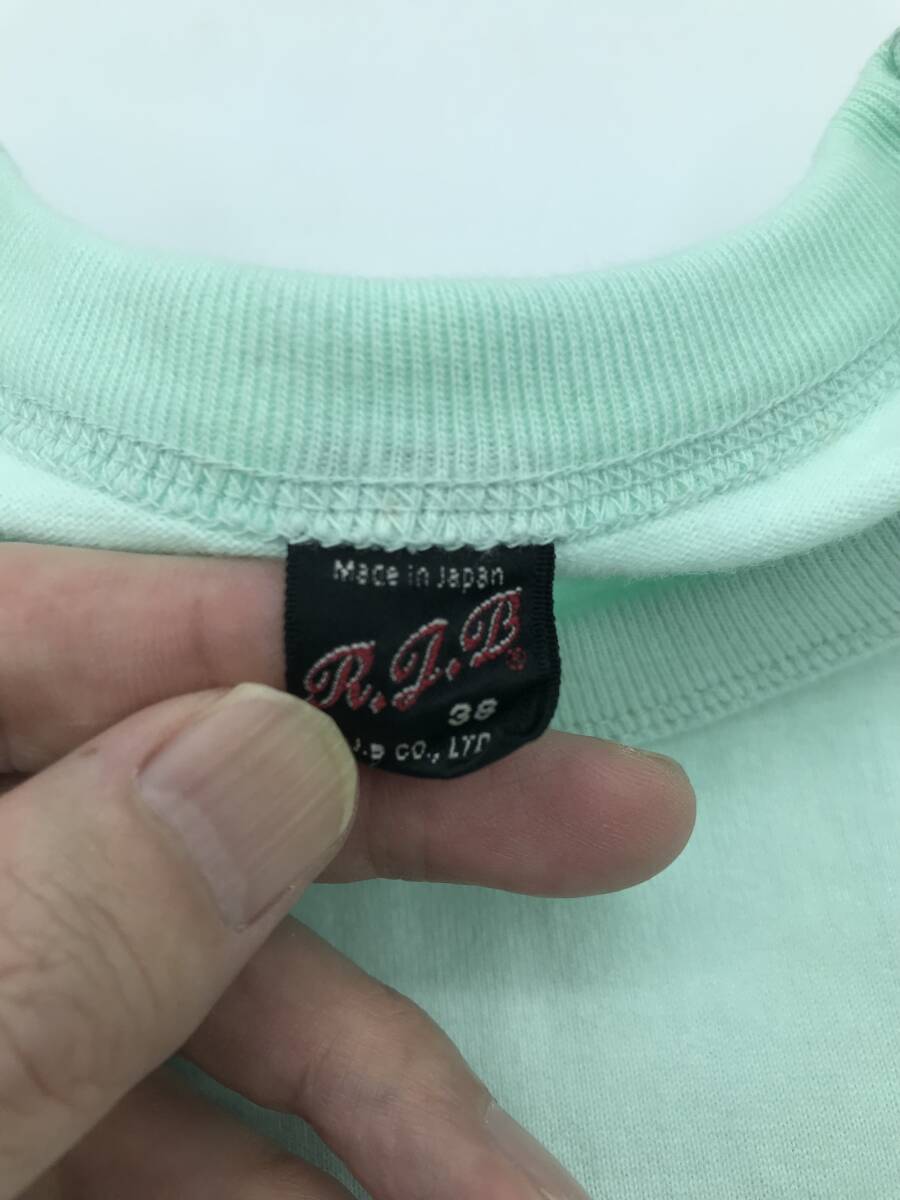 Made in Japan
R.J.B®
38
J.P CO., LTD